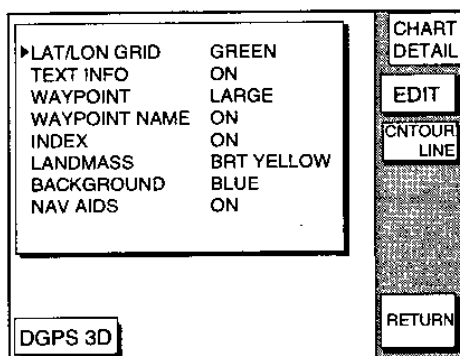 ▶LAT/LON GRID GREEN
TEXT INFO ON
WAYPOINT LARGE
WAYPOINT NAME ON
INDEX ON
LANDMASS BRT YELLOW
BACKGROUND BLUE
NAV AIDS ON
DGPS 3D
CHART
DETAIL
EDIT
CNTOUR
LINE
RETURN